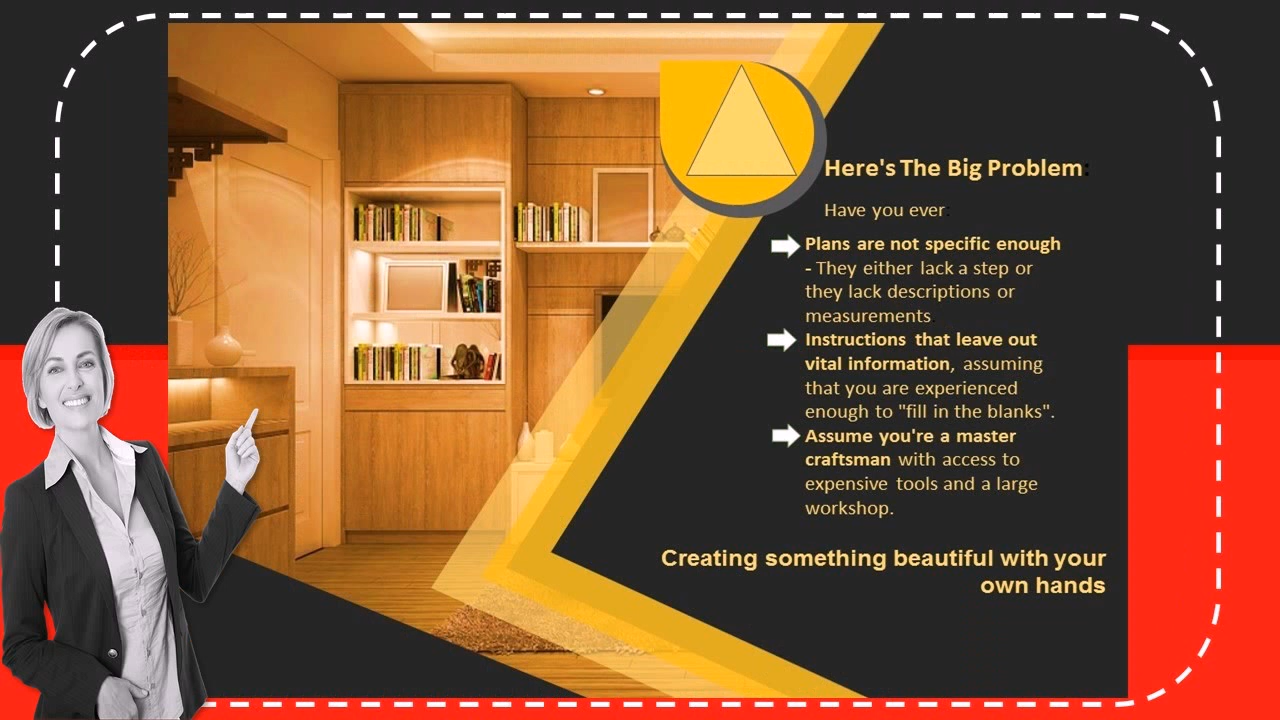 Here's The Big Problem:
Have you ever
Plans are not specific enough
- They either lack a step or
they lack descriptions or
measurements
Instructions that leave out
vital information, assuming
that you are experienced
enough to "fill in the blanks".
Assume you're a master
craftsman with access to
expensive tools and a large
workshop.
Creating something beautiful with your
own hands